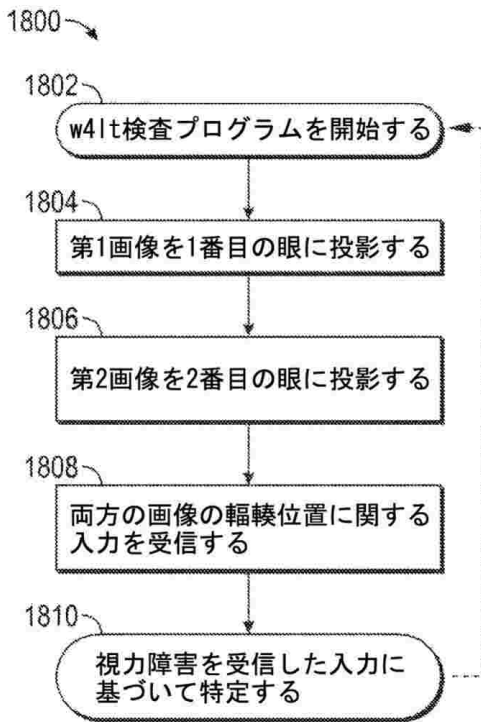 1800
1802
w4lt検査プログラムを開始する
1804
第1画像を1番目の眼に投影する
1806
第2画像を2番目の眼に投影する
1808
両方の画像の輻輳位置に関する
入力を受信する
1810
視力障害を受信した入力に
基づいて特定する